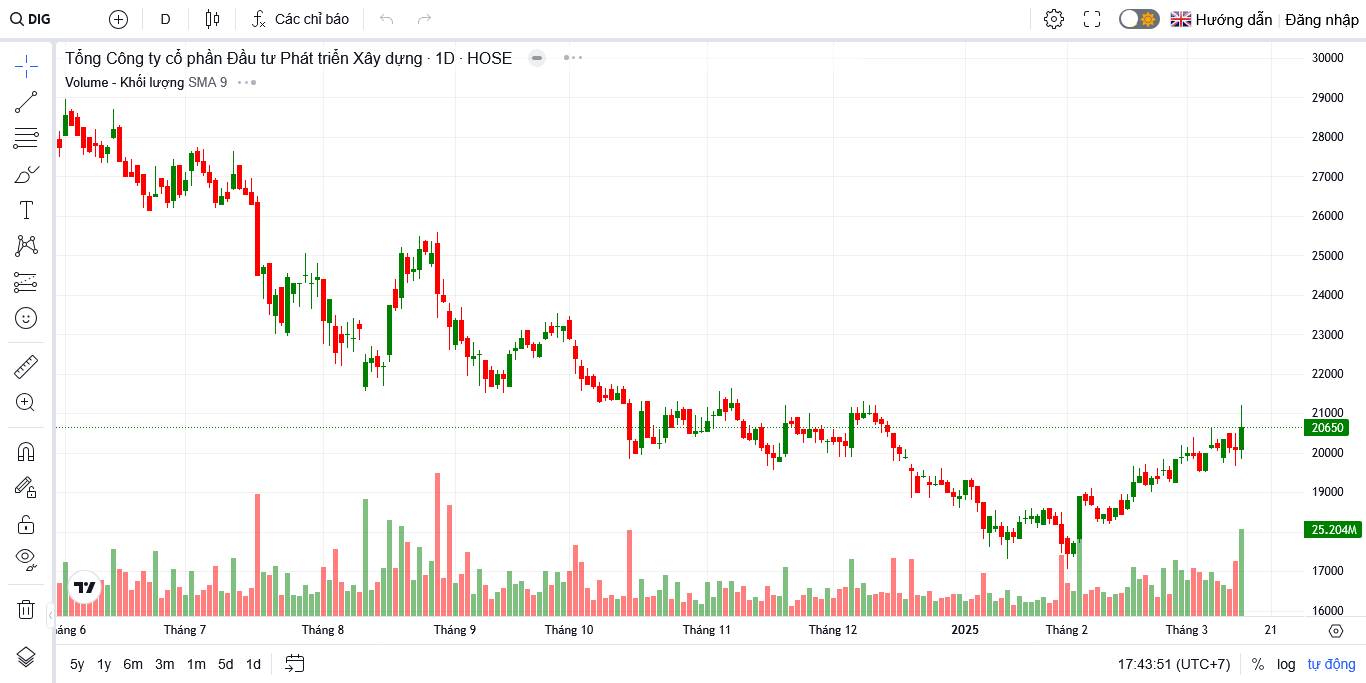 DIG
D
Các chỉ báo
Hướng dẫn
Đăng nhập
Tổng Công ty cổ phần Đầu tư Phát triển Xây dựng · 1D · HOSE
Volume - Khối lượng SMA 9
30000
29000
28000
27000
26000
25000
24000
23000
22000
21000
20650
20000
19000
25.204M
17000
16000
áng 6 Tháng 7 Tháng 8 Tháng 9 Tháng 10 Tháng 11 Tháng 12 2025 Tháng 2 Tháng 3 21
5y 1y 6m 3m 1m 5d 1d
17:43:51 (UTC+7) % log tự động